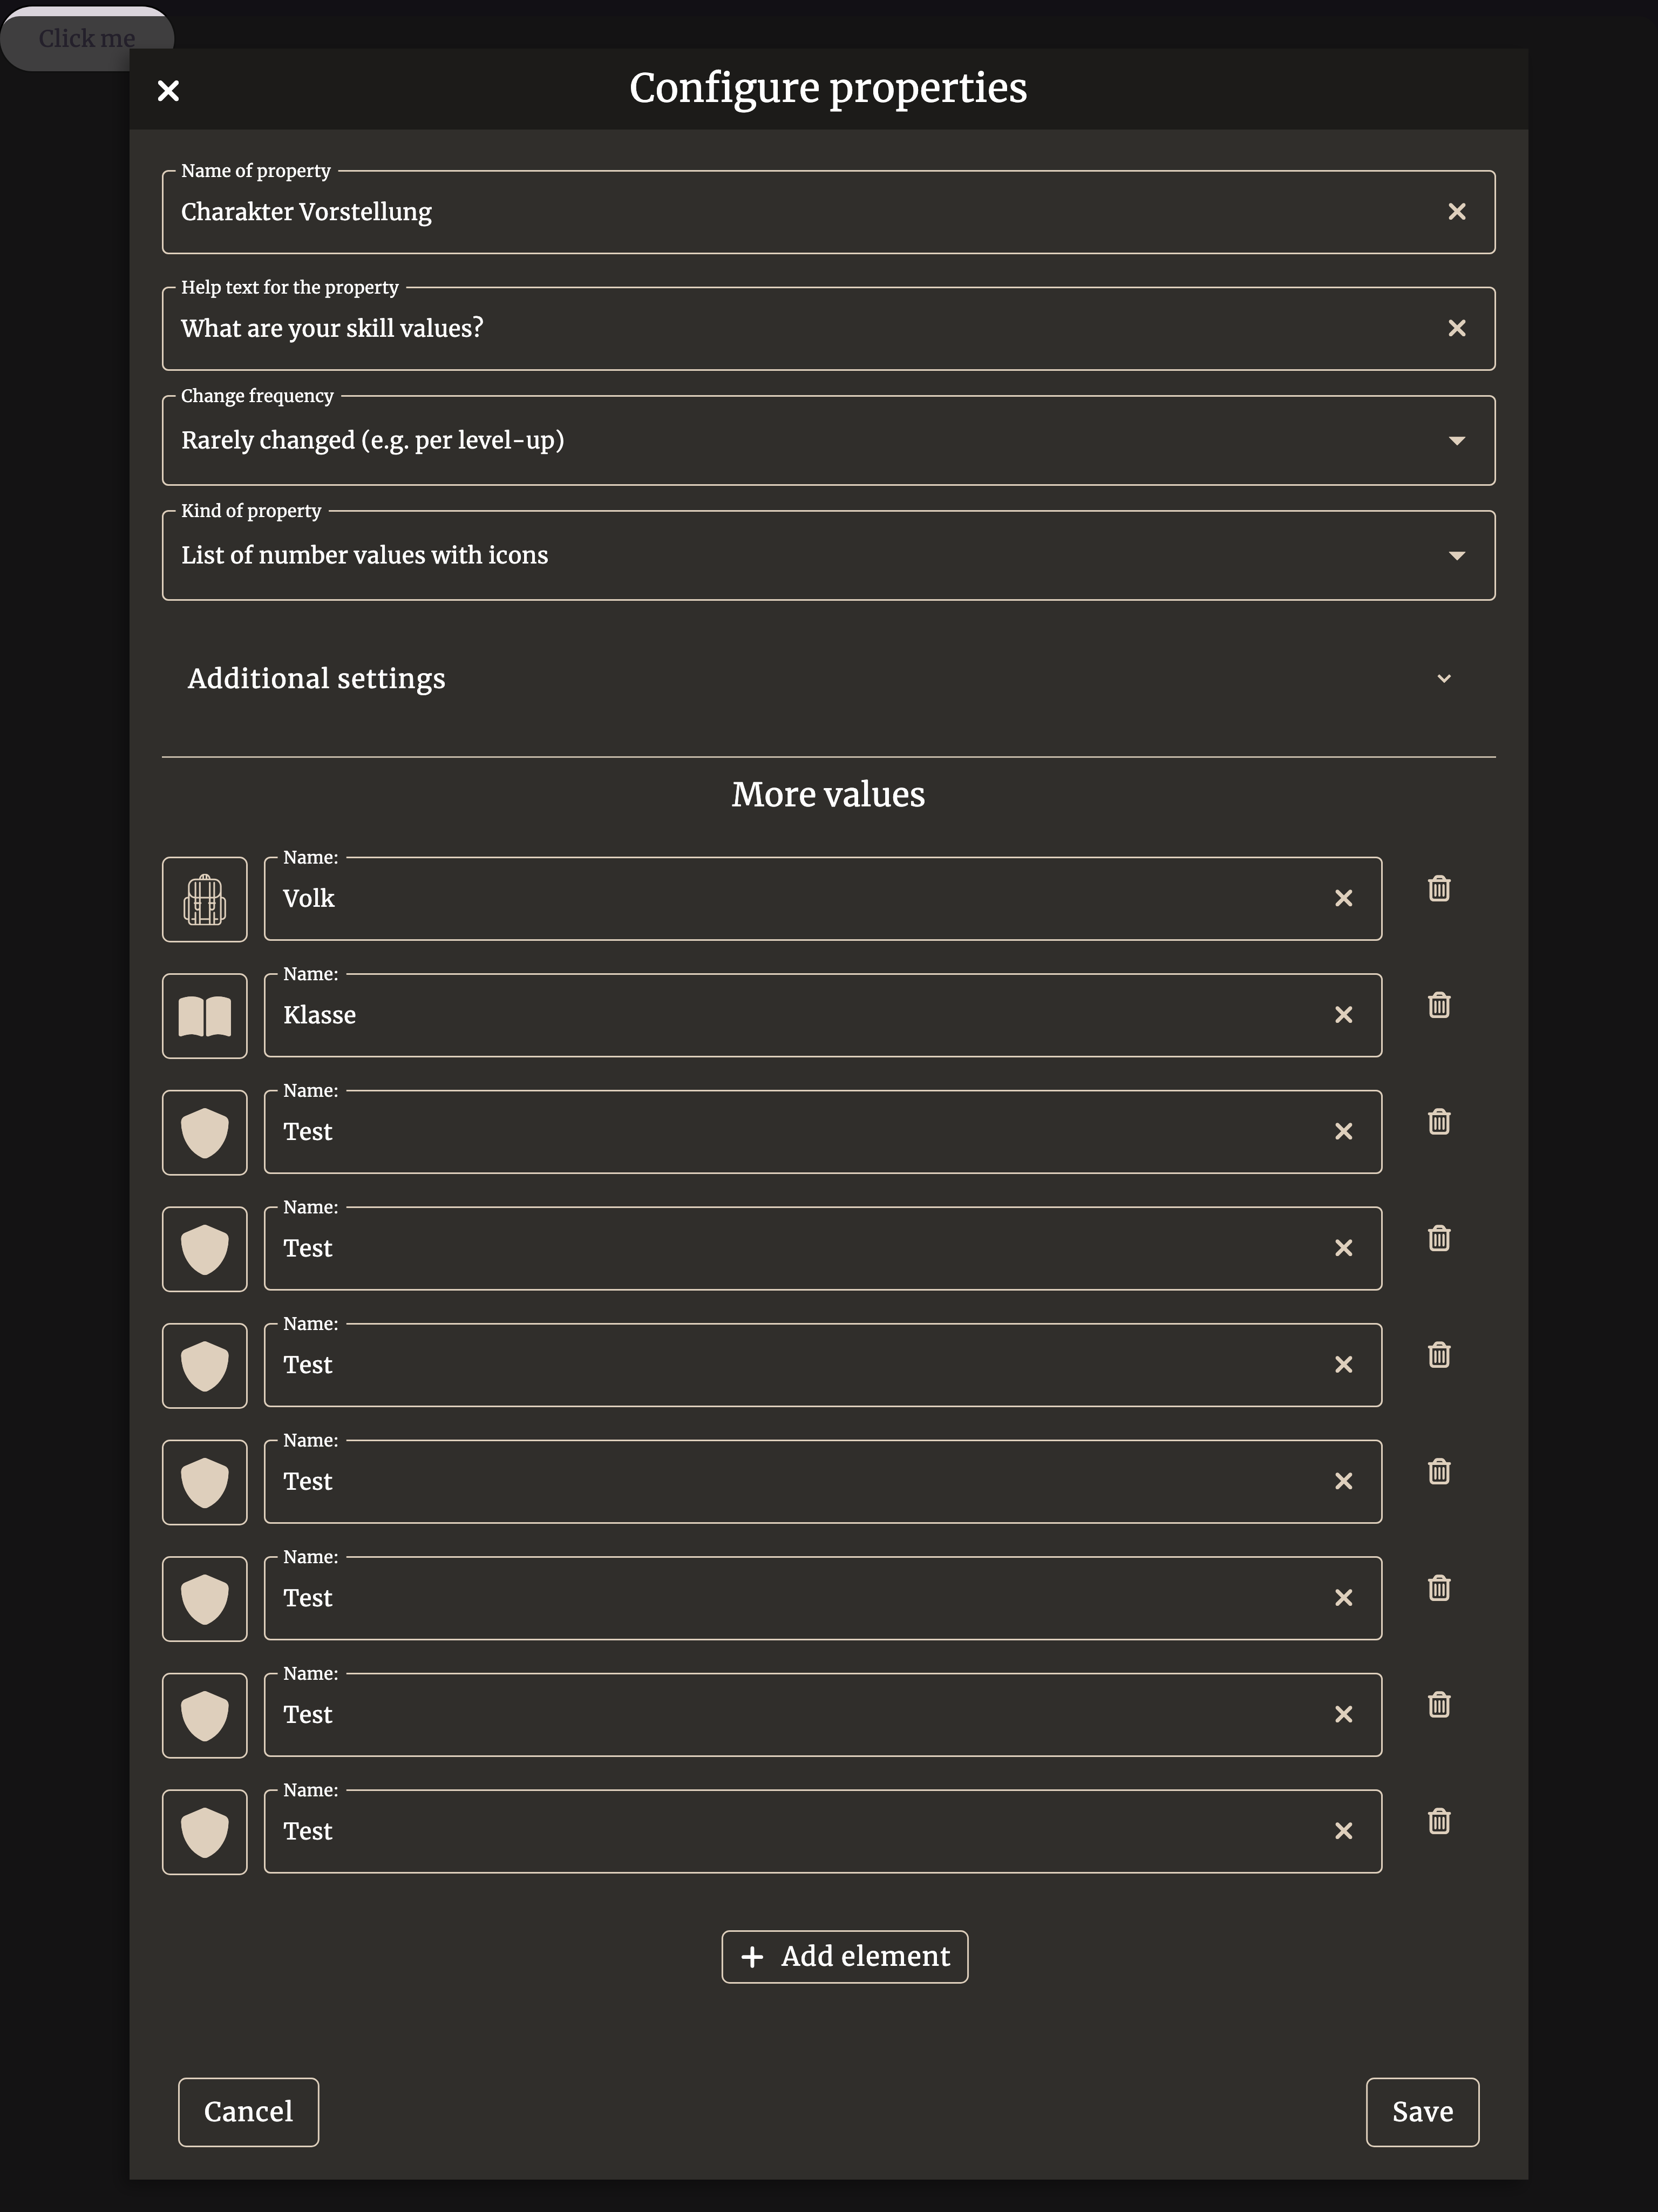 Click me
Configure properties
Name of property
Charakter Vorstellung
Help text for the property
What are your skill values?
Change frequency
Rarely changed (e.g. per level-up)
Kind of property
List of number values with icons
Additional settings
More values
Name:
Volk
Name:
Klasse
Name:
Test
Name:
Test
Name:
Test
Name:
Test
Name:
Test
Name:
Test
Name:
Test
Add element
Cancel
Save